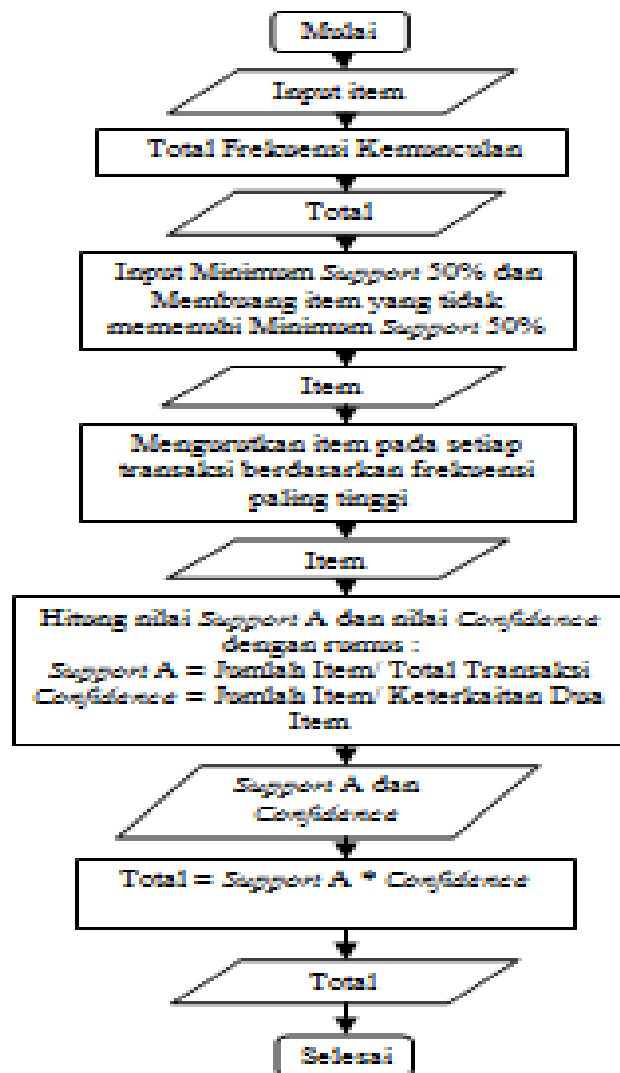 Mulai
Input item
Total Frekuensi Kemunculan
Total
Input Minimum Support 50% dan
Membuang item yang tidak
memenuhi Minimum Support 50%
Item
Mengurutkan item pada setiap
transaksi berdasarkan frekuensi
paling tinggi
Item
Hitung nilai Support A dan nilai Confidence
dengan rumus :
Support A = Jumlah Item/ Total Transaksi
Confidence = Jumlah Item/ Keterkaitan Dua
Item
Support A dan
Confidence
Total = Support A * Confidence
Total
Selesai